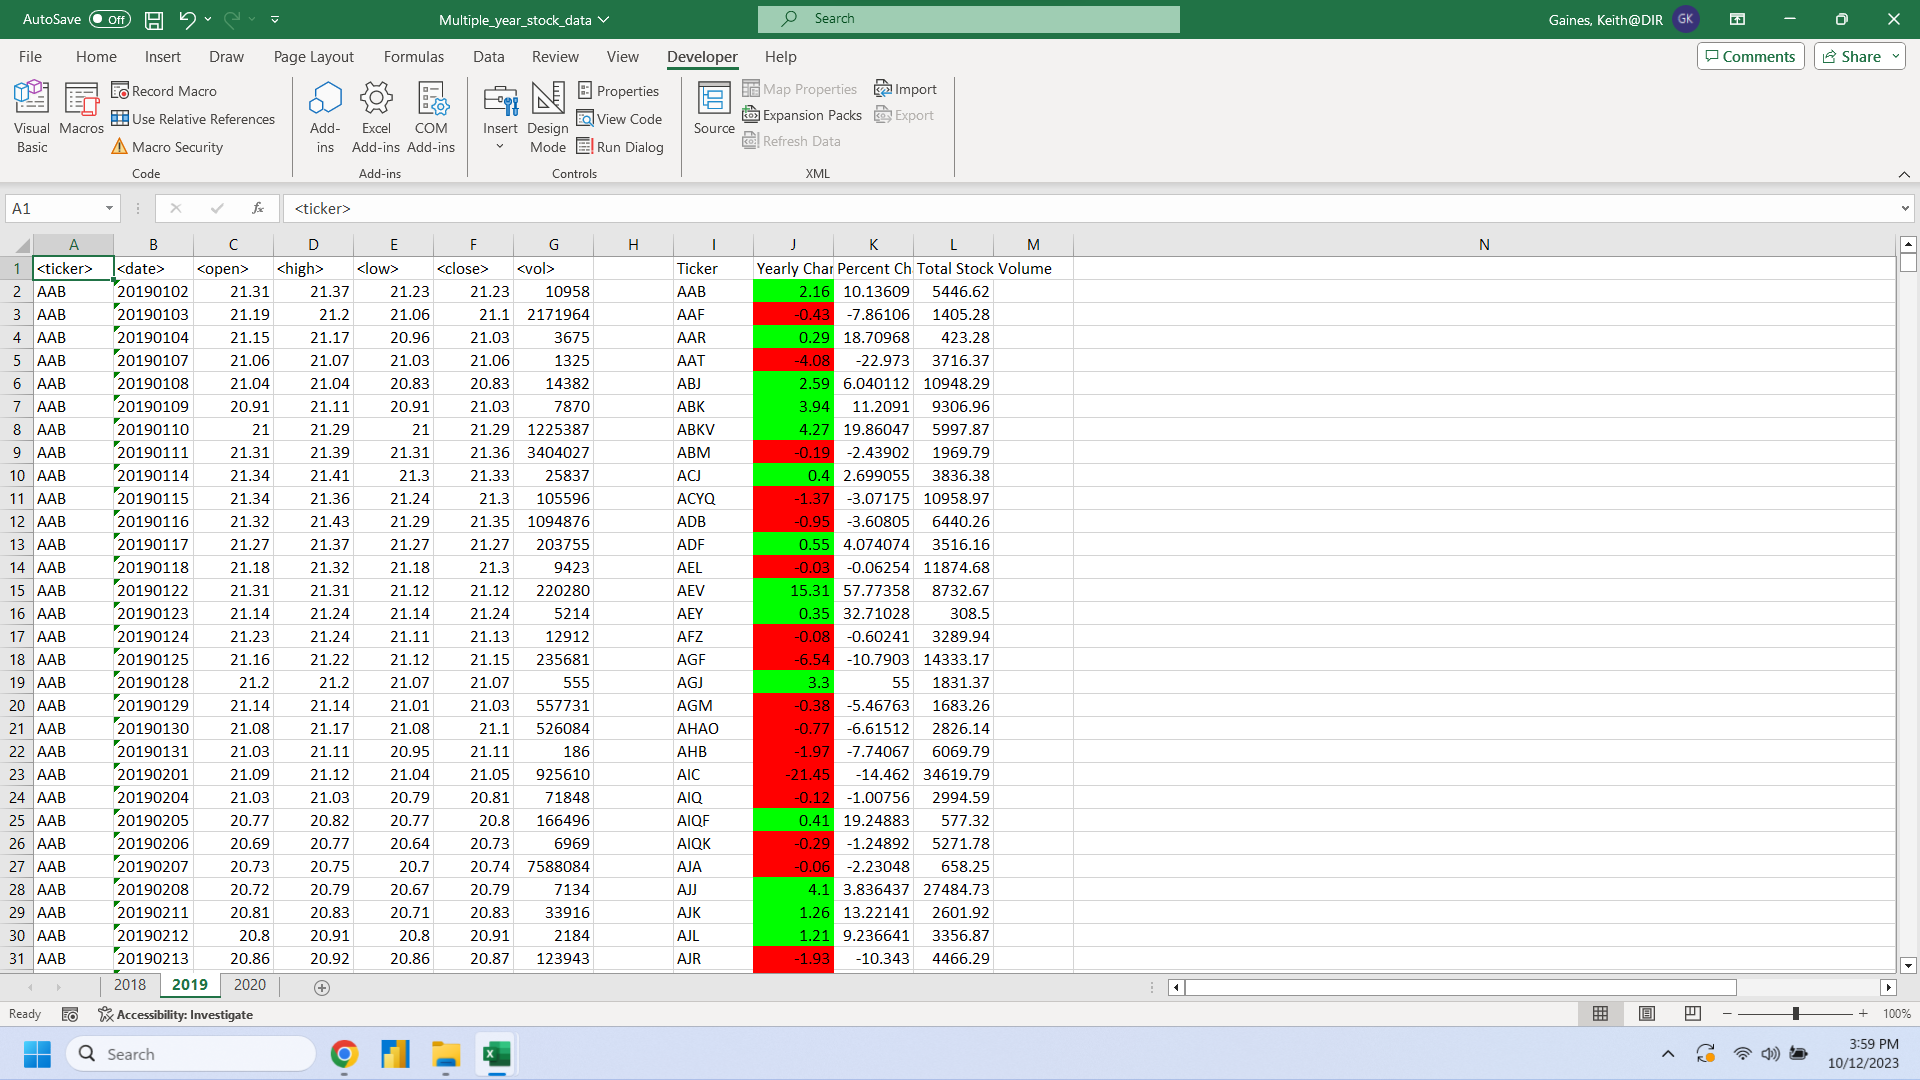 AutoSave Off Multiple_year_stock_data Search Gaines, Keith@DIR GK
File Home Insert Draw Page Layout Formulas Data Review View Developer Help Comments Share
Visual Basic
Macros
Record Macro
Use Relative References
Macro Security
Code
Add-ins
Excel Add-ins
COM Add-ins
Add-ins
Insert
Design Mode
Properties
View Code
Run Dialog
Controls
Source
Map Properties
Expansion Packs
Refresh Data
Import
Export
XML
A1 fx <ticker>
A B C D E F G H I J K L M N
1 <ticker> <date> <open> <high> <low> <close> <vol> Ticker Yearly Char Percent Ch Total Stock Volume
2 AAB 20190102 21.31 21.37 21.23 21.23 10958 AAB 2.16 10.13609 5446.62
3 AAB 20190103 21.19 21.2 21.06 21.1 2171964 AAF -0.43 -7.86106 1405.28
4 AAB 20190104 21.15 21.17 20.96 21.03 3675 AAR 0.29 18.70968 423.28
5 AAB 20190107 21.06 21.07 21.03 21.06 1325 AAT -4.08 -22.973 3716.37
6 AAB 20190108 21.04 21.04 20.83 20.83 14382 ABJ 2.59 6.040112 10948.29
7 AAB 20190109 20.91 21.11 20.91 21.03 7870 ABK 3.94 11.2091 9306.96
8 AAB 20190110 21 21.29 21 21.29 1225387 ABKV 4.27 19.86047 5997.87
9 AAB 20190111 21.31 21.39 21.31 21.36 3404027 ABM -0.19 -2.43902 1969.79
10 AAB 20190114 21.34 21.41 21.3 21.33 25837 ACJ 0.4 2.699055 3836.38
11 AAB 20190115 21.34 21.36 21.24 21.3 105596 ACYQ -1.37 -3.07175 10958.97
12 AAB 20190116 21.32 21.43 21.29 21.35 1094876 ADB -0.95 -3.60805 6440.26
13 AAB 20190117 21.27 21.37 21.27 21.27 203755 ADF 0.55 4.074074 3516.16
14 AAB 20190118 21.18 21.32 21.18 21.3 9423 AEL -0.03 -0.06254 11874.68
15 AAB 20190122 21.31 21.31 21.12 21.12 220280 AEV 15.31 57.77358 8732.67
16 AAB 20190123 21.14 21.24 21.14 21.24 5214 AEY 0.35 32.71028 308.5
17 AAB 20190124 21.23 21.24 21.11 21.13 12912 AFZ -0.08 -0.60241 3289.94
18 AAB 20190125 21.16 21.22 21.12 21.15 235681 AGF -6.54 -10.7903 14333.17
19 AAB 20190128 21.2 21.2 21.07 21.07 555 AGJ 3.3 55 1831.37
20 AAB 20190129 21.14 21.14 21.01 21.03 557731 AGM -0.38 -5.46763 1683.26
21 AAB 20190130 21.08 21.17 21.08 21.1 526084 AHAO -0.77 -6.61512 2826.14
22 AAB 20190131 21.03 21.11 20.95 21.11 186 AHB -1.97 -7.74067 6069.79
23 AAB 20190201 21.09 21.12 21.04 21.05 925610 AIC -21.45 -14.462 34619.79
24 AAB 20190204 21.03 21.03 20.79 20.81 71848 AIQ -0.12 -1.00756 2994.59
25 AAB 20190205 20.77 20.82 20.77 20.8 166496 AIQF 0.41 19.24883 577.32
26 AAB 20190206 20.69 20.77 20.64 20.73 6969 AIQK -0.29 -1.24892 5271.78
27 AAB 20190207 20.73 20.75 20.7 20.74 7588084 AJA -0.06 -2.23048 658.25
28 AAB 20190208 20.72 20.79 20.67 20.79 7134 AJJ 4.1 3.836437 27484.73
29 AAB 20190211 20.81 20.83 20.71 20.83 33916 AJK 1.26 13.22141 2601.92
30 AAB 20190212 20.8 20.91 20.8 20.91 2184 AJL 1.21 9.236641 3356.87
31 AAB 20190213 20.86 20.92 20.86 20.87 123943 AJR -1.93 -10.343 4466.29
2018 2019 2020
Ready Accessibility: Investigate 100%
Search 3:59 PM
10/12/2023